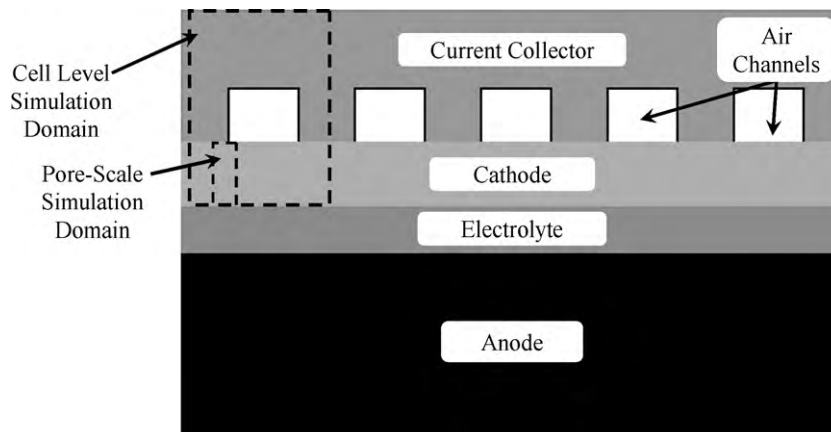 Current Collector
Air
Channels
Cell Level
Simulation
Domain
Pore-Scale
Simulation
Domain
Cathode
Electrolyte
Anode